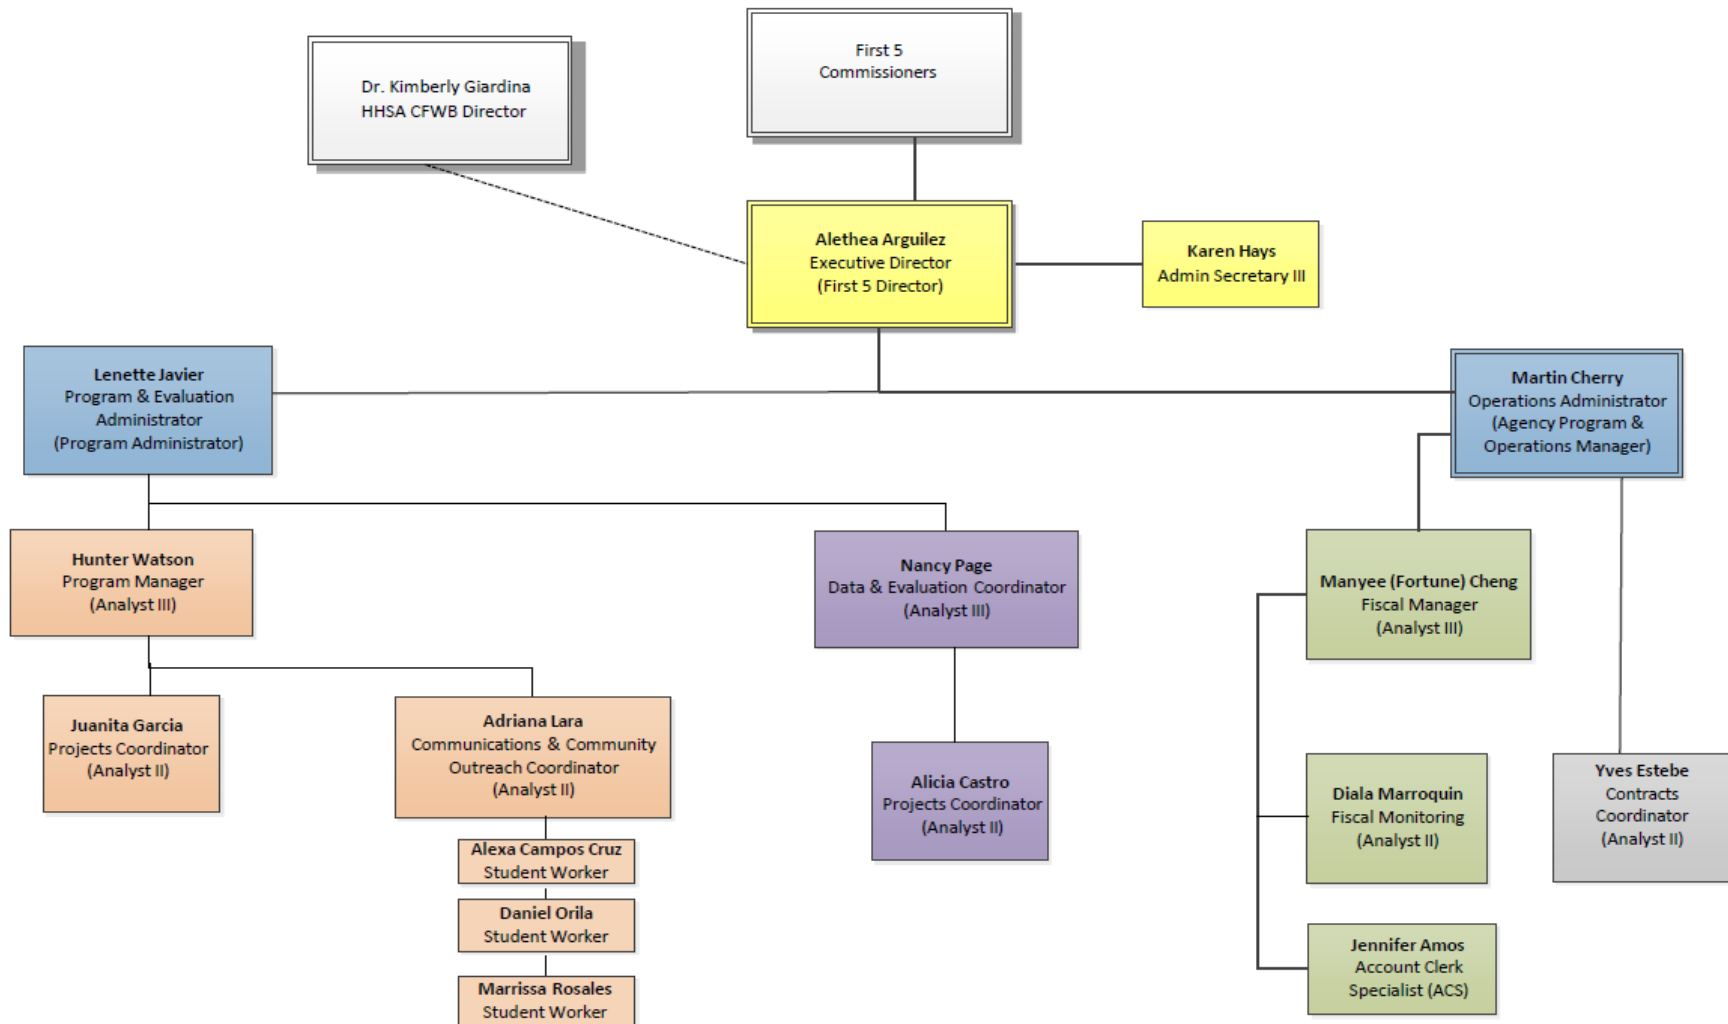 Dr. Kimberly Giardina
HHSA CFWB Director
First 5
Commissioners
Alethea Arguilez
Executive Director
(First 5 Director)
Karen Hays
Admin Secretary III
Lenette Javier
Program & Evaluation
Administrator
(Program Administrator)
Martin Cherry
Operations Administrator
(Agency Program &
Operations Manager)
Hunter Watson
Program Manager
(Analyst III)
Nancy Page
Data & Evaluation Coordinator
(Analyst III)
Manyee (Fortune) Cheng
Fiscal Manager
(Analyst III)
Juanita Garcia
Projects Coordinator
(Analyst II)
Adriana Lara
Communications & Community
Outreach Coordinator
(Analyst II)
Alicia Castro
Projects Coordinator
(Analyst II)
Diala Marroquin
Fiscal Monitoring
(Analyst II)
Yves Estebe
Contracts
Coordinator
(Analyst II)
Alexa Campos Cruz
Student Worker
Daniel Orila
Student Worker
Marrissa Rosales
Student Worker
Jennifer Amos
Account Clerk
Specialist (ACS)